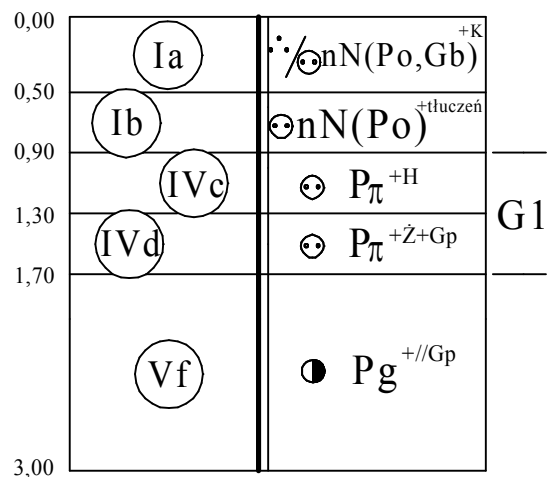 0,00
Ia nN(Po,Gb)+K
0,50
Ib nN(Po)+tłuczeń
0,90
IVc Pπ+H
G1
1,30
IVd Pπ+Ż+Gp
1,70
Vf Pg+//Gp
3,00